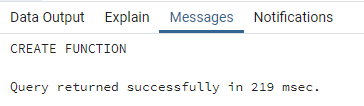 Data Output Explain Messages Notifications
CREATE FUNCTION
Query returned successfully in 219 msec.